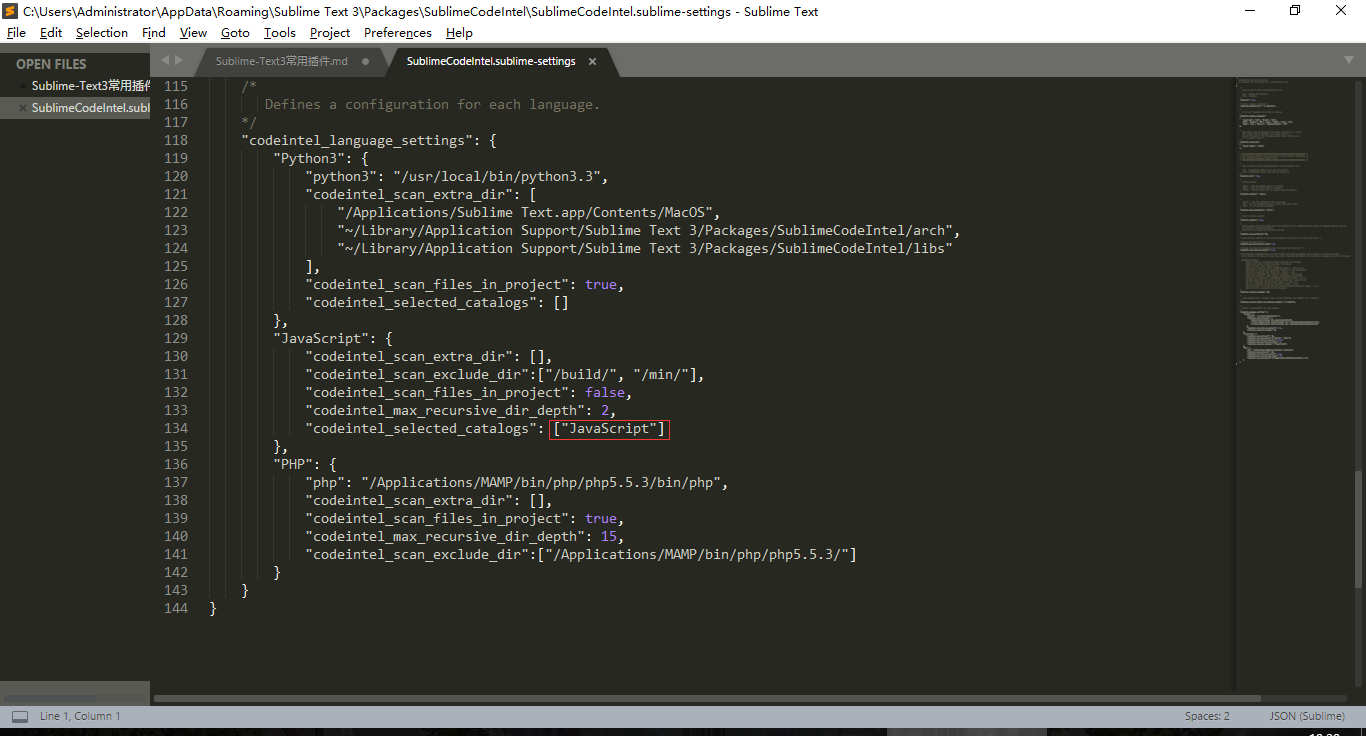 C:\Users\Administrator\AppData\Roaming\Sublime Text 3\Packages\SublimeCodeIntel\SublimeCodeIntel.sublime-settings - Sublime Text
File Edit Selection Find View Goto Tools Project Preferences Help
OPEN FILES
Sublime-Text3常用插件
SublimeCodeIntel.subl
Sublime-Text3常用插件.md
SublimeCodeIntel.sublime-settings
115 /*
116 Defines a configuration for each language.
117 */
118 "codeintel_language_settings": {
119 "Python3": {
120 "python3": "/usr/local/bin/python3.3",
121 "codeintel_scan_extra_dir": [
122 "/Applications/Sublime Text.app/Contents/MacOS",
123 "~/Library/Application Support/Sublime Text 3/Packages/SublimeCodeIntel/arch",
124 "~/Library/Application Support/Sublime Text 3/Packages/SublimeCodeIntel/libs"
125 ],
126 "codeintel_scan_files_in_project": true,
127 "codeintel_selected_catalogs": []
128 },
129 "JavaScript": {
130 "codeintel_scan_extra_dir": [],
131 "codeintel_scan_exclude_dir":["/build/", "/min/"],
132 "codeintel_scan_files_in_project": false,
133 "codeintel_max_recursive_dir_depth": 2,
134 "codeintel_selected_catalogs": ["JavaScript"]
135 },
136 "PHP": {
137 "php": "/Applications/MAMP/bin/php/php5.5.3/bin/php",
138 "codeintel_scan_extra_dir": [],
139 "codeintel_scan_files_in_project": true,
140 "codeintel_max_recursive_dir_depth": 15,
141 "codeintel_scan_exclude_dir":["/Applications/MAMP/bin/php/php5.5.3/"]
142 }
143 }
144 }
Line 1, Column 1
Spaces: 2
JSON (Sublime)